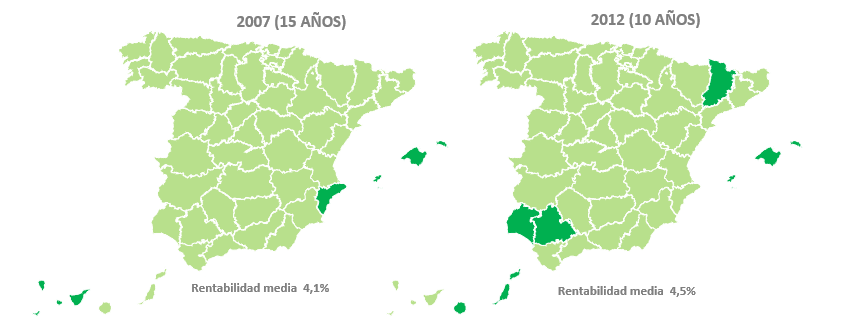 2007 (15 AÑOS)
2012 (10 AÑOS)
Rentabilidad media 4,1%
Rentabilidad media 4,5%